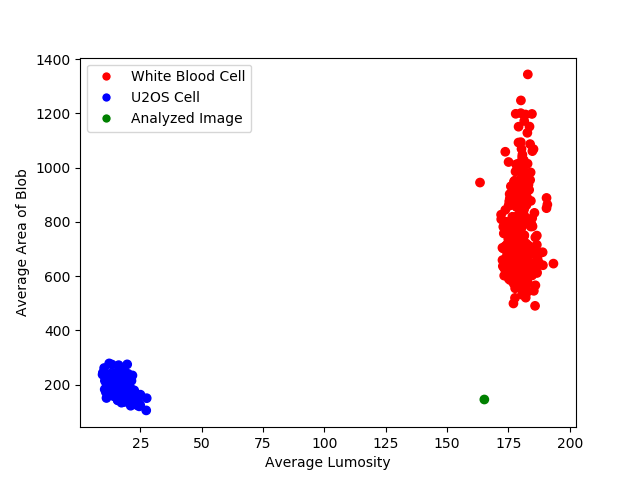 1400
1200
1000
800
600
400
200
Average Area of Blob
White Blood Cell
U2OS Cell
Analyzed Image
25 50 75 100 125 150 175 200
Average Lumosity